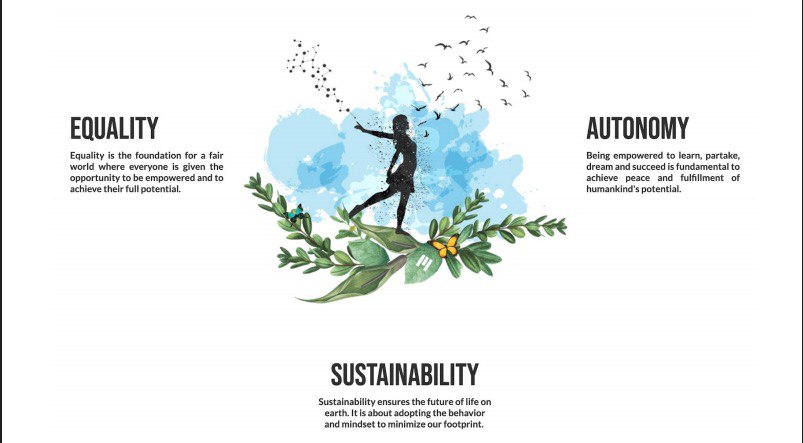 EQUALITY
Equality is the foundation for a fair
world where everyone is given the
opportunity to be empowered and to
achieve their full potential.
AUTONOMY
Being empowered to learn, partake,
dream and succeed is fundamental to
achieve peace and fulfillment of
humankind's potential.
SUSTAINABILITY
Sustainability ensures the future of life on
earth. It is about adopting the behavior
and mindset to minimize our footprint.